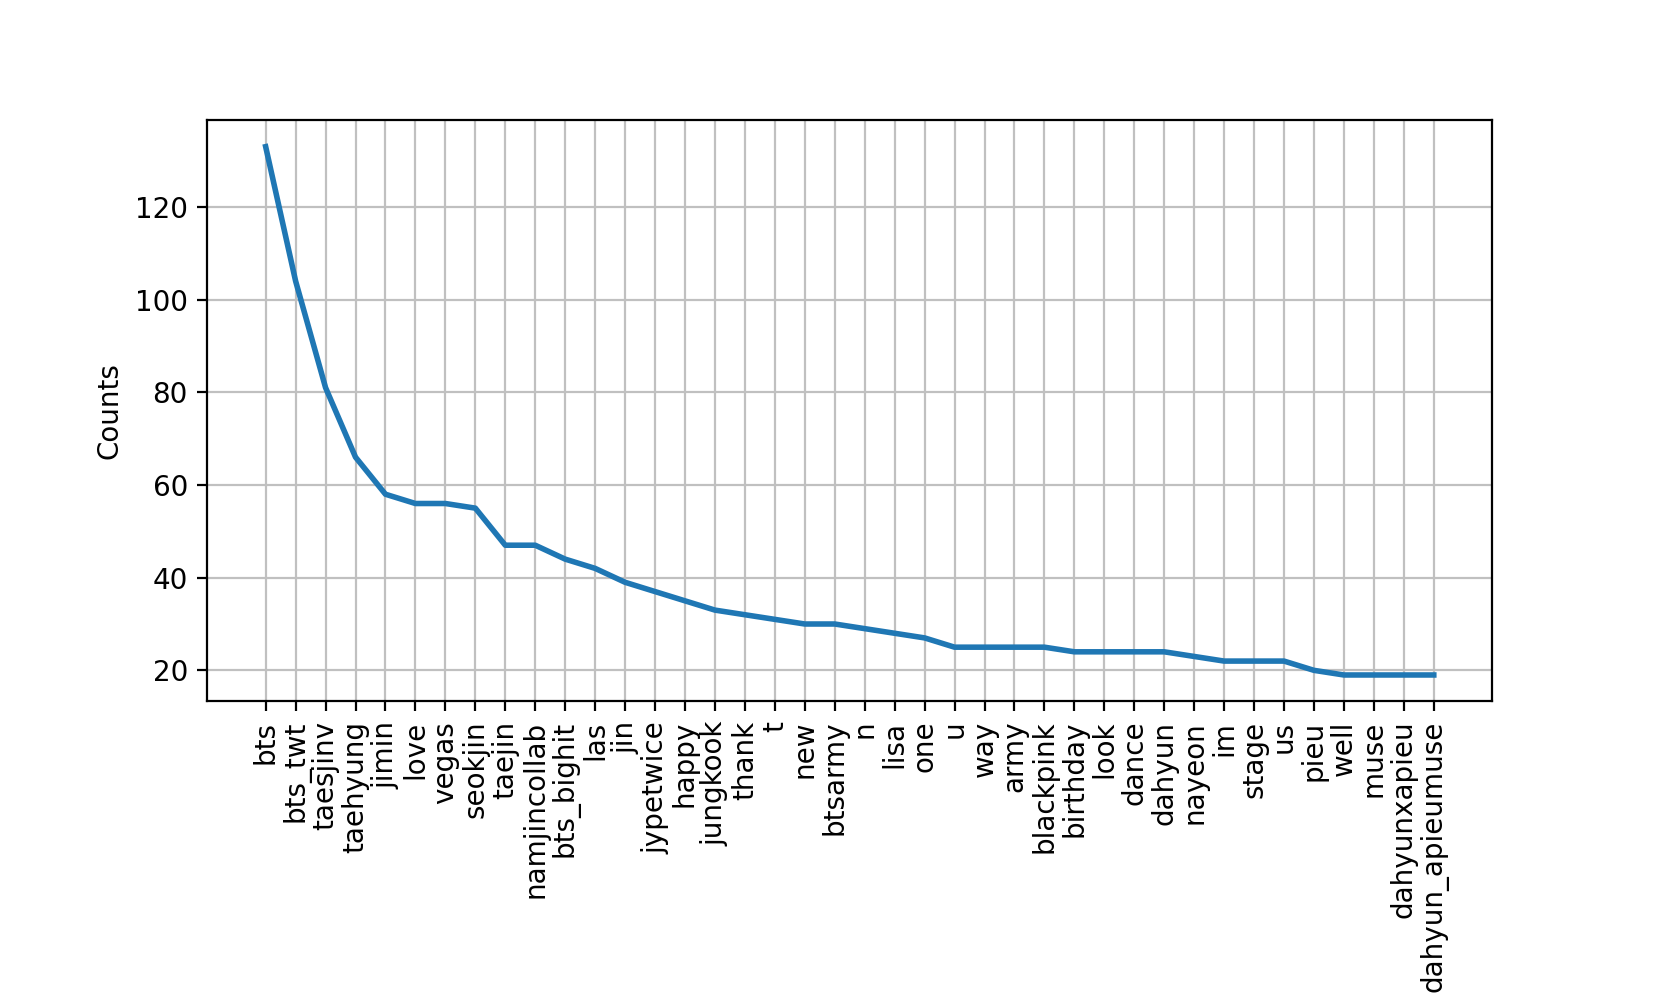 Counts
120
100
80
60
40
20
bts
bts_twt
taesjinv
taehyung
jimin
love
vegas
seokjin
taejin
namjincollab
bts_bighit
las
jin
jypetwice
happy
jungkook
thank
t
new
btsarmy
n
lisa
one
u
way
army
blackpink
birthday
look
dance
dahyun
nayeon
im
stage
us
pieu
well
muse
dahyunxapieu
dahyun_apieumuse